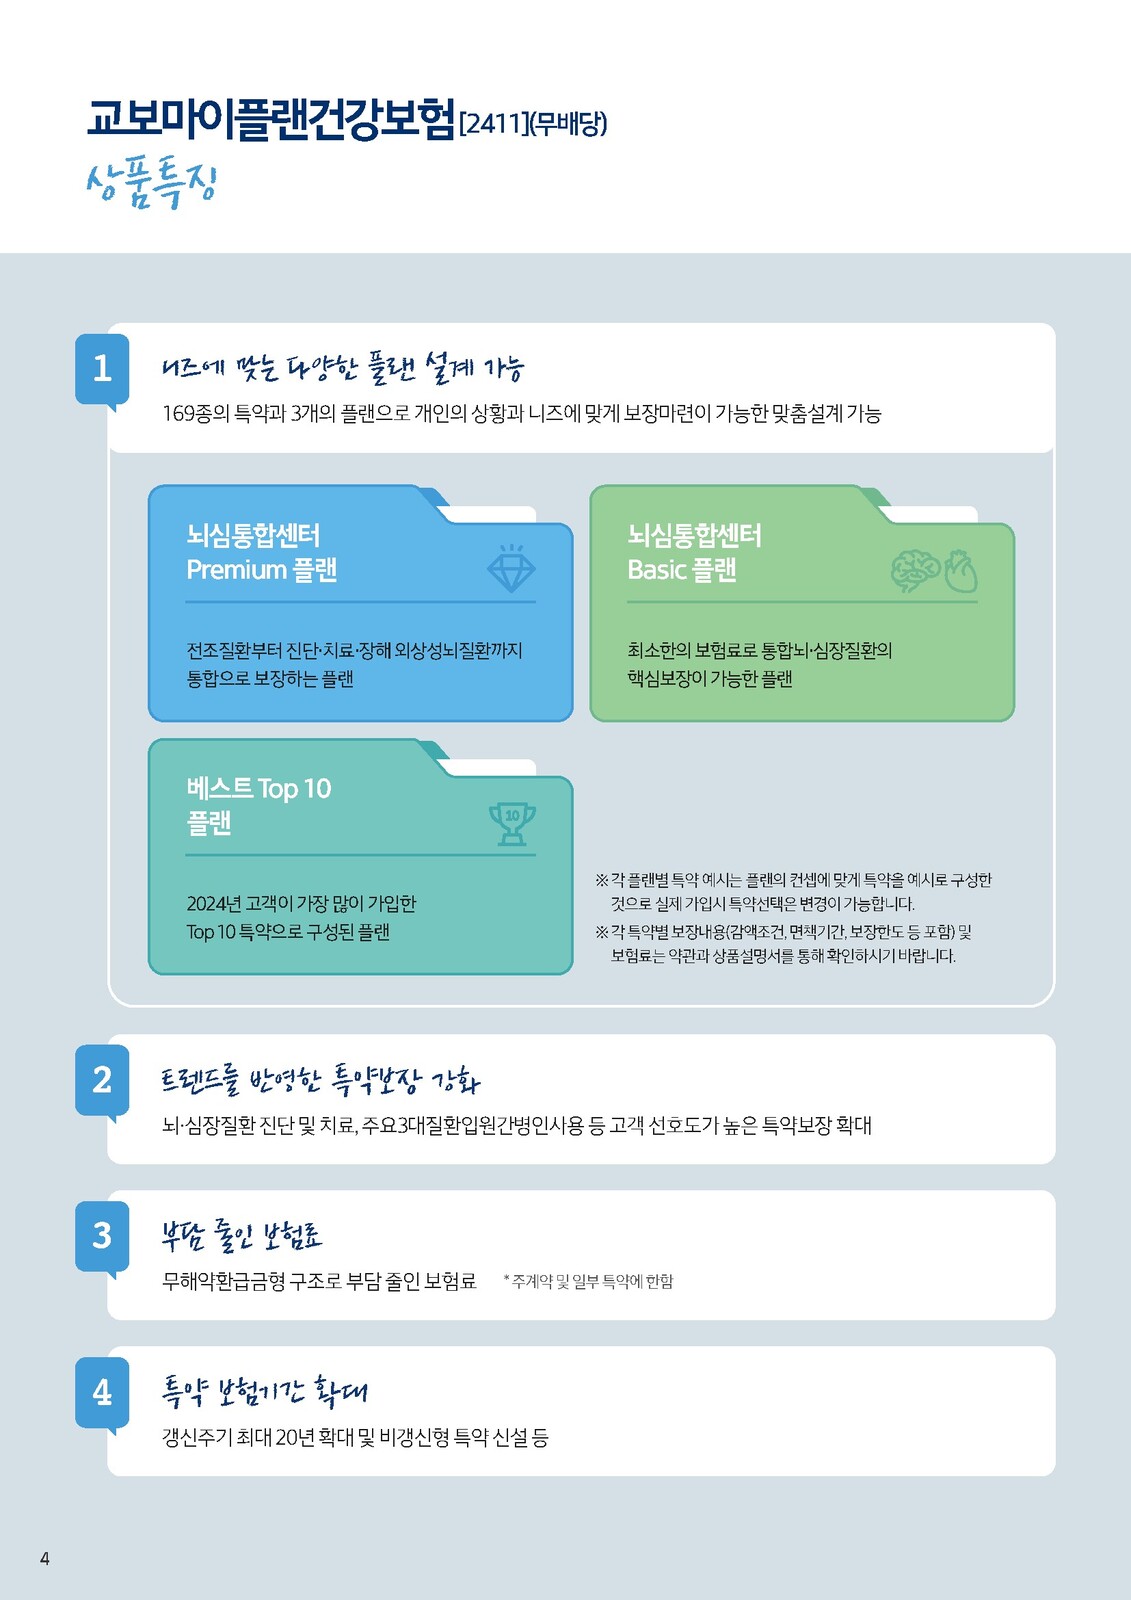 교보마이플랜건강보험[2411](무배당)
상품특징
1
니즈에 맞는 다양한 플랜 설계 가능
169종의 특약과 3개의 플랜으로 개인의 상황과 니즈에 맞게 보장마련이 가능한 맞춤설계 가능
뇌심통합센터
Premium 플랜
전조질환부터 진단·치료·장해 외상성뇌질환까지
통합으로 보장하는 플랜
뇌심통합센터
Basic 플랜
최소한의 보험료로 통합뇌·심장질환의
핵심보장이 가능한 플랜
베스트 Top 10
플랜
10
2024년 고객이 가장 많이 가입한
Top 10 특약으로 구성된 플랜
※ 각 플랜별 특약 예시는 플랜의 컨셉에 맞게 특약을 예시로 구성한
것으로 실제 가입시 특약선택은 변경이 가능합니다.
※ 각 특약별 보장내용(감액조건, 면책기간, 보장한도 등 포함) 및
보험료는 약관과 상품설명서를 통해 확인하시기 바랍니다.
2
트렌드를 반영한 특약보장 강화
뇌·심장질환 진단 및 치료, 주요3대질환입원간병인사용 등 고객 선호도가 높은 특약보장 확대
3
부담 줄인 보험료
무해약환급금형 구조로 부담 줄인 보험료 * 주계약 및 일부 특약에 한함
4
특약 보험기간 확대
갱신주기 최대 20년 확대 및 비갱신형 특약 신설 등
4